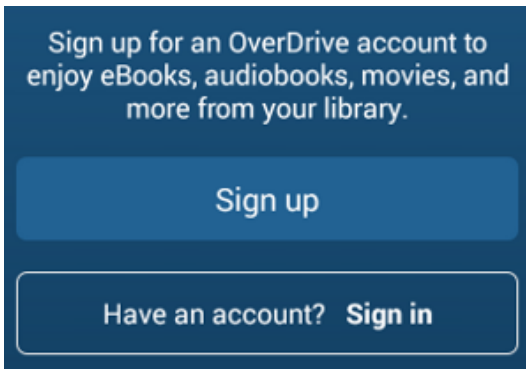 Sign up for an OverDrive account to
enjoy eBooks, audiobooks, movies, and
more from your library.
Sign up
Have an account? Sign in